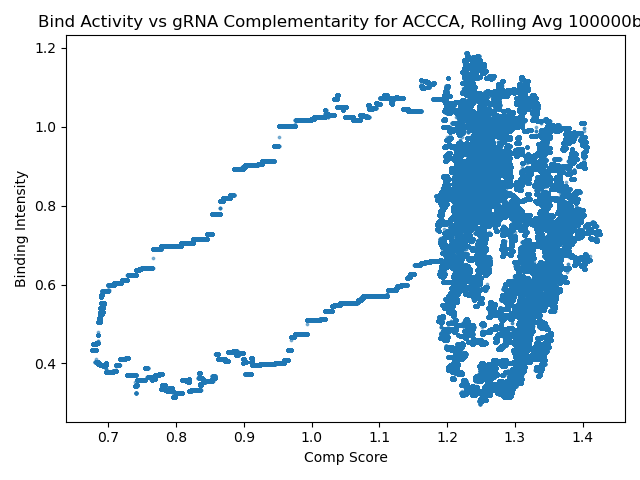 Bind Activity vs gRNA Complementarity for ACCCA, Rolling Avg 100000b
1.2
1.0
0.8
0.6
0.4
Binding Intensity
0.7 0.8 0.9 1.0 1.1 1.2 1.3 1.4
Comp Score